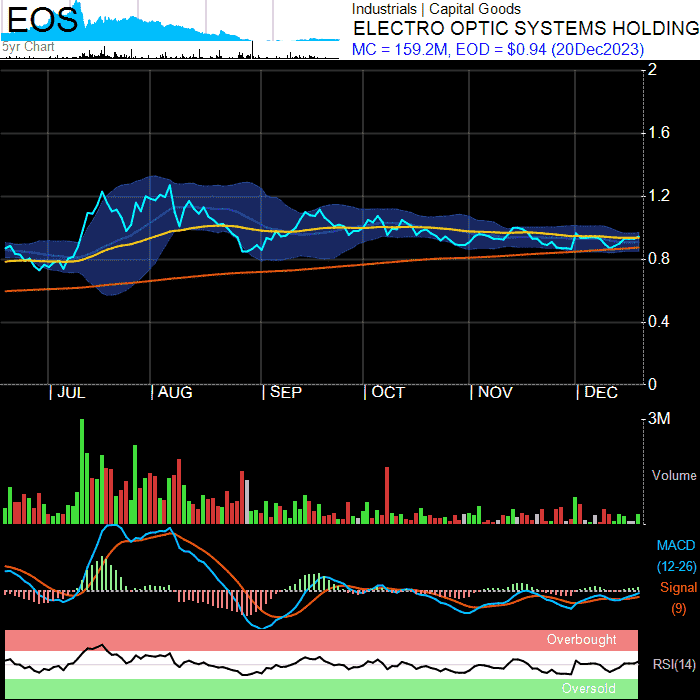 EOS
5yr Chart
Industrials | Capital Goods
ELECTRO OPTIC SYSTEMS HOLDING
MC = 159.2M, EOD = $0.94 (20Dec2023)
2
1.6
1.2
0.8
0.4
0
JUL AUG SEP OCT NOV DEC
3M
Volume
MACD
(12-26)
Signal
(9)
Overbought
RSI(14)
Oversold